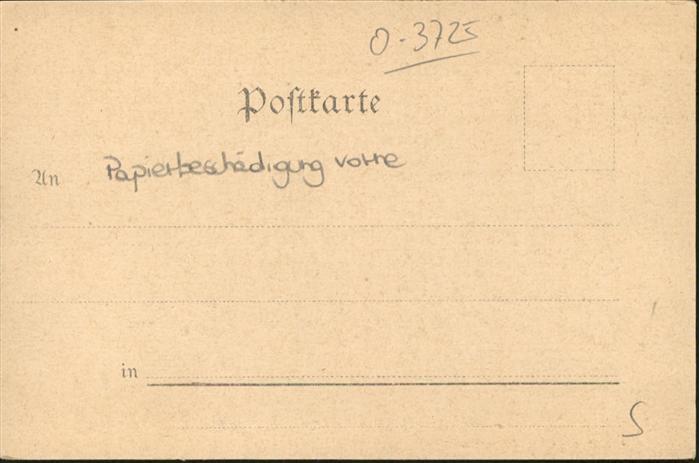 0-3725
Poſtkarte
An Papierbeschädigung vorne
in
S